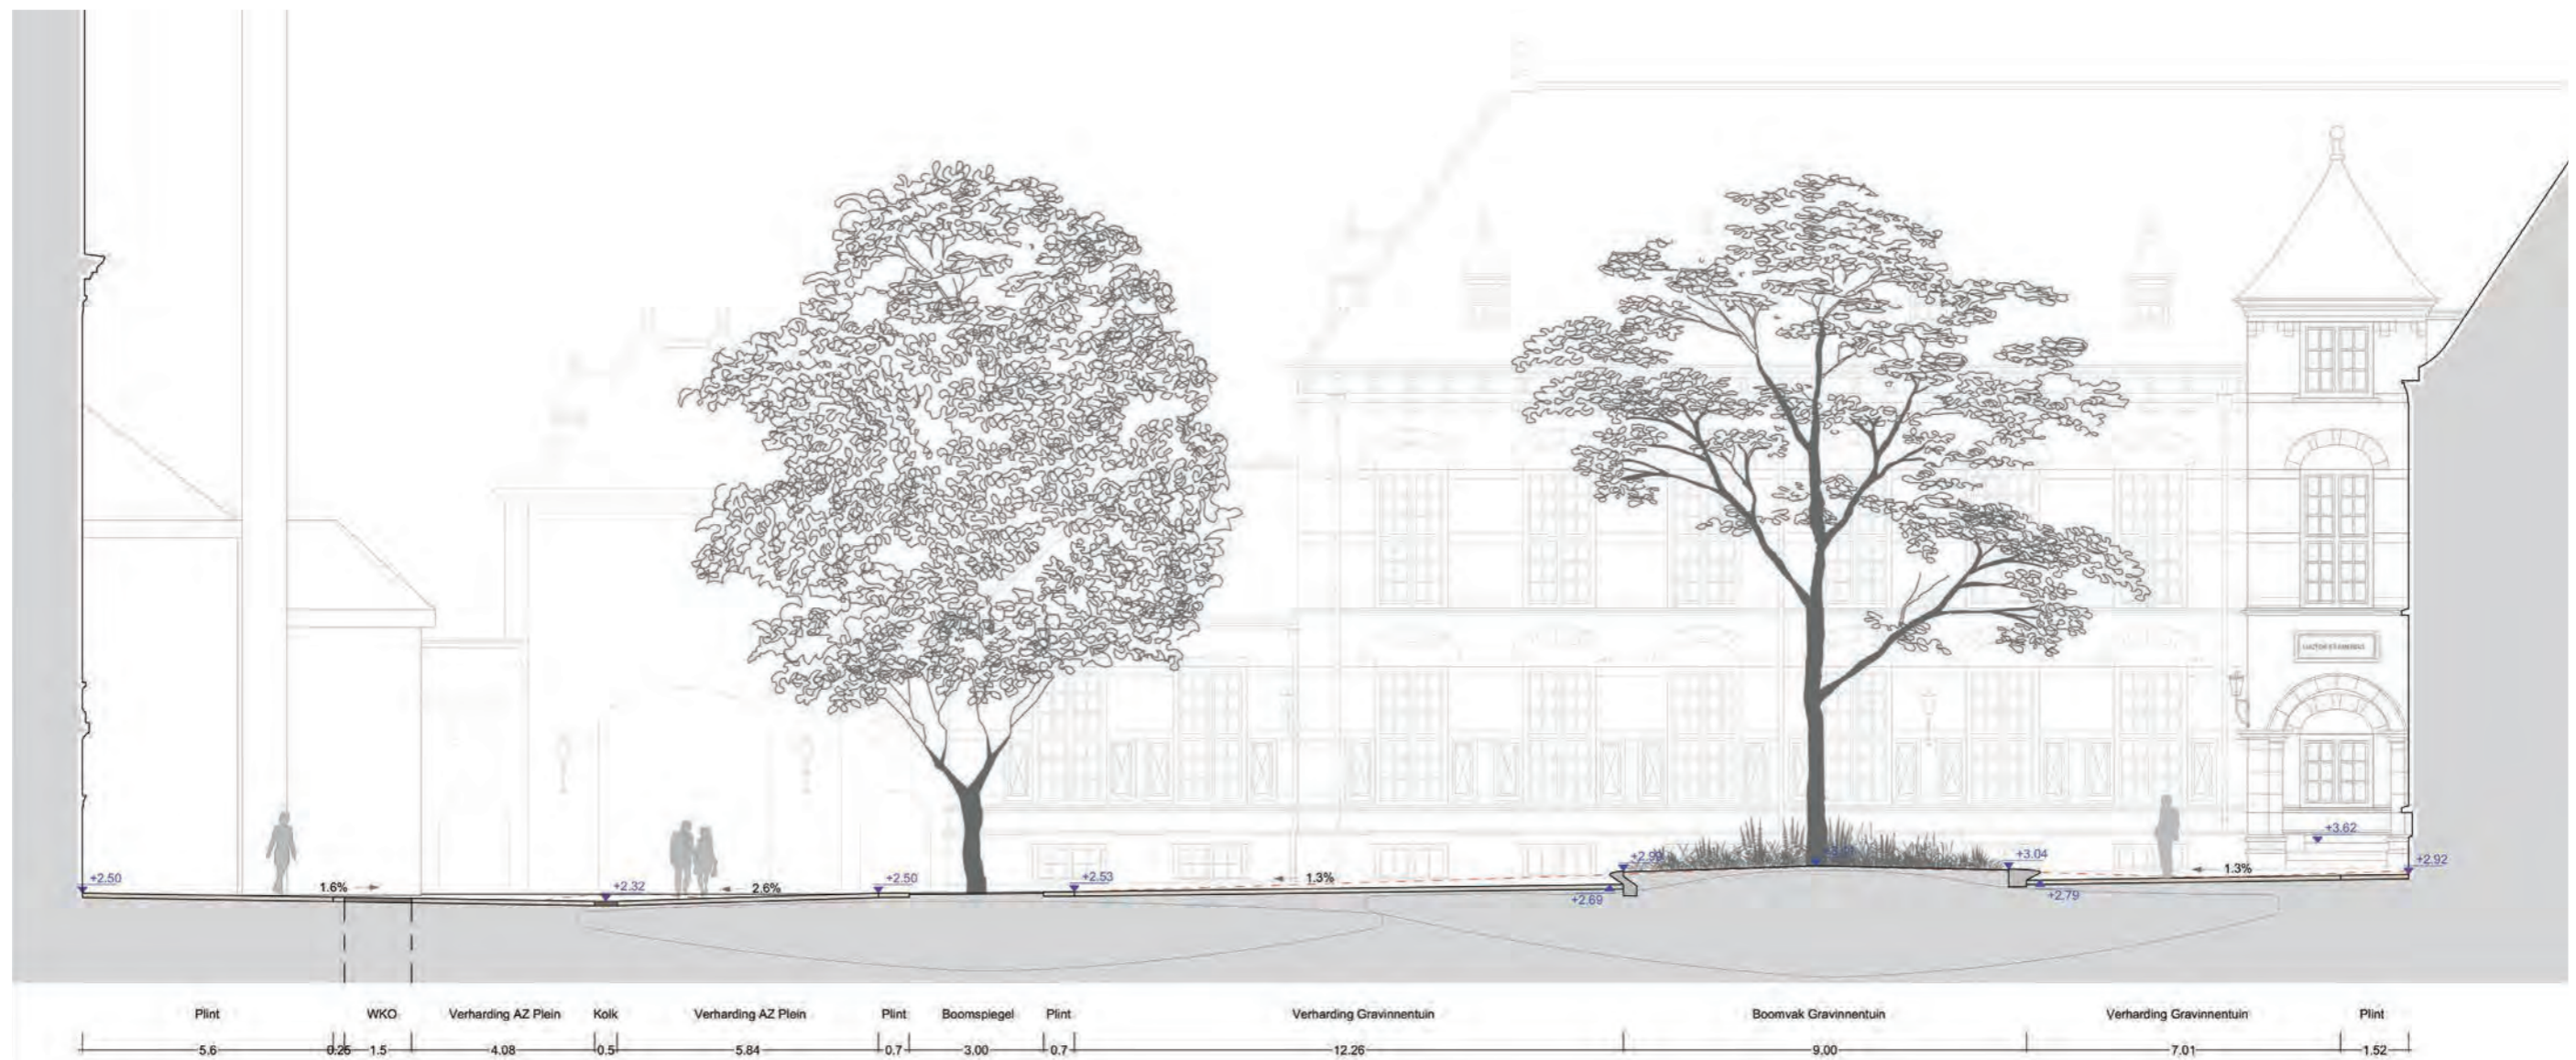 +3.62
+2.99
+3.04
+2.92
+2.50
1.6%
+2.32
2.6%
+2.50
+2.53
1.3%
+2.69
+2.79
1.3%
Plint
WKO
Verharding AZ Plein
Kolk
Verharding AZ Plein
Plint
Boomspiegel
Plint
Verharding Gravinnentuin
Boomvak Gravinnentuin
Verharding Gravinnentuin
Plint
5.6
0.26
1.5
4.08
0.5
5.84
0.7
3.00
0.7
12.26
9.00
7.01
1.52